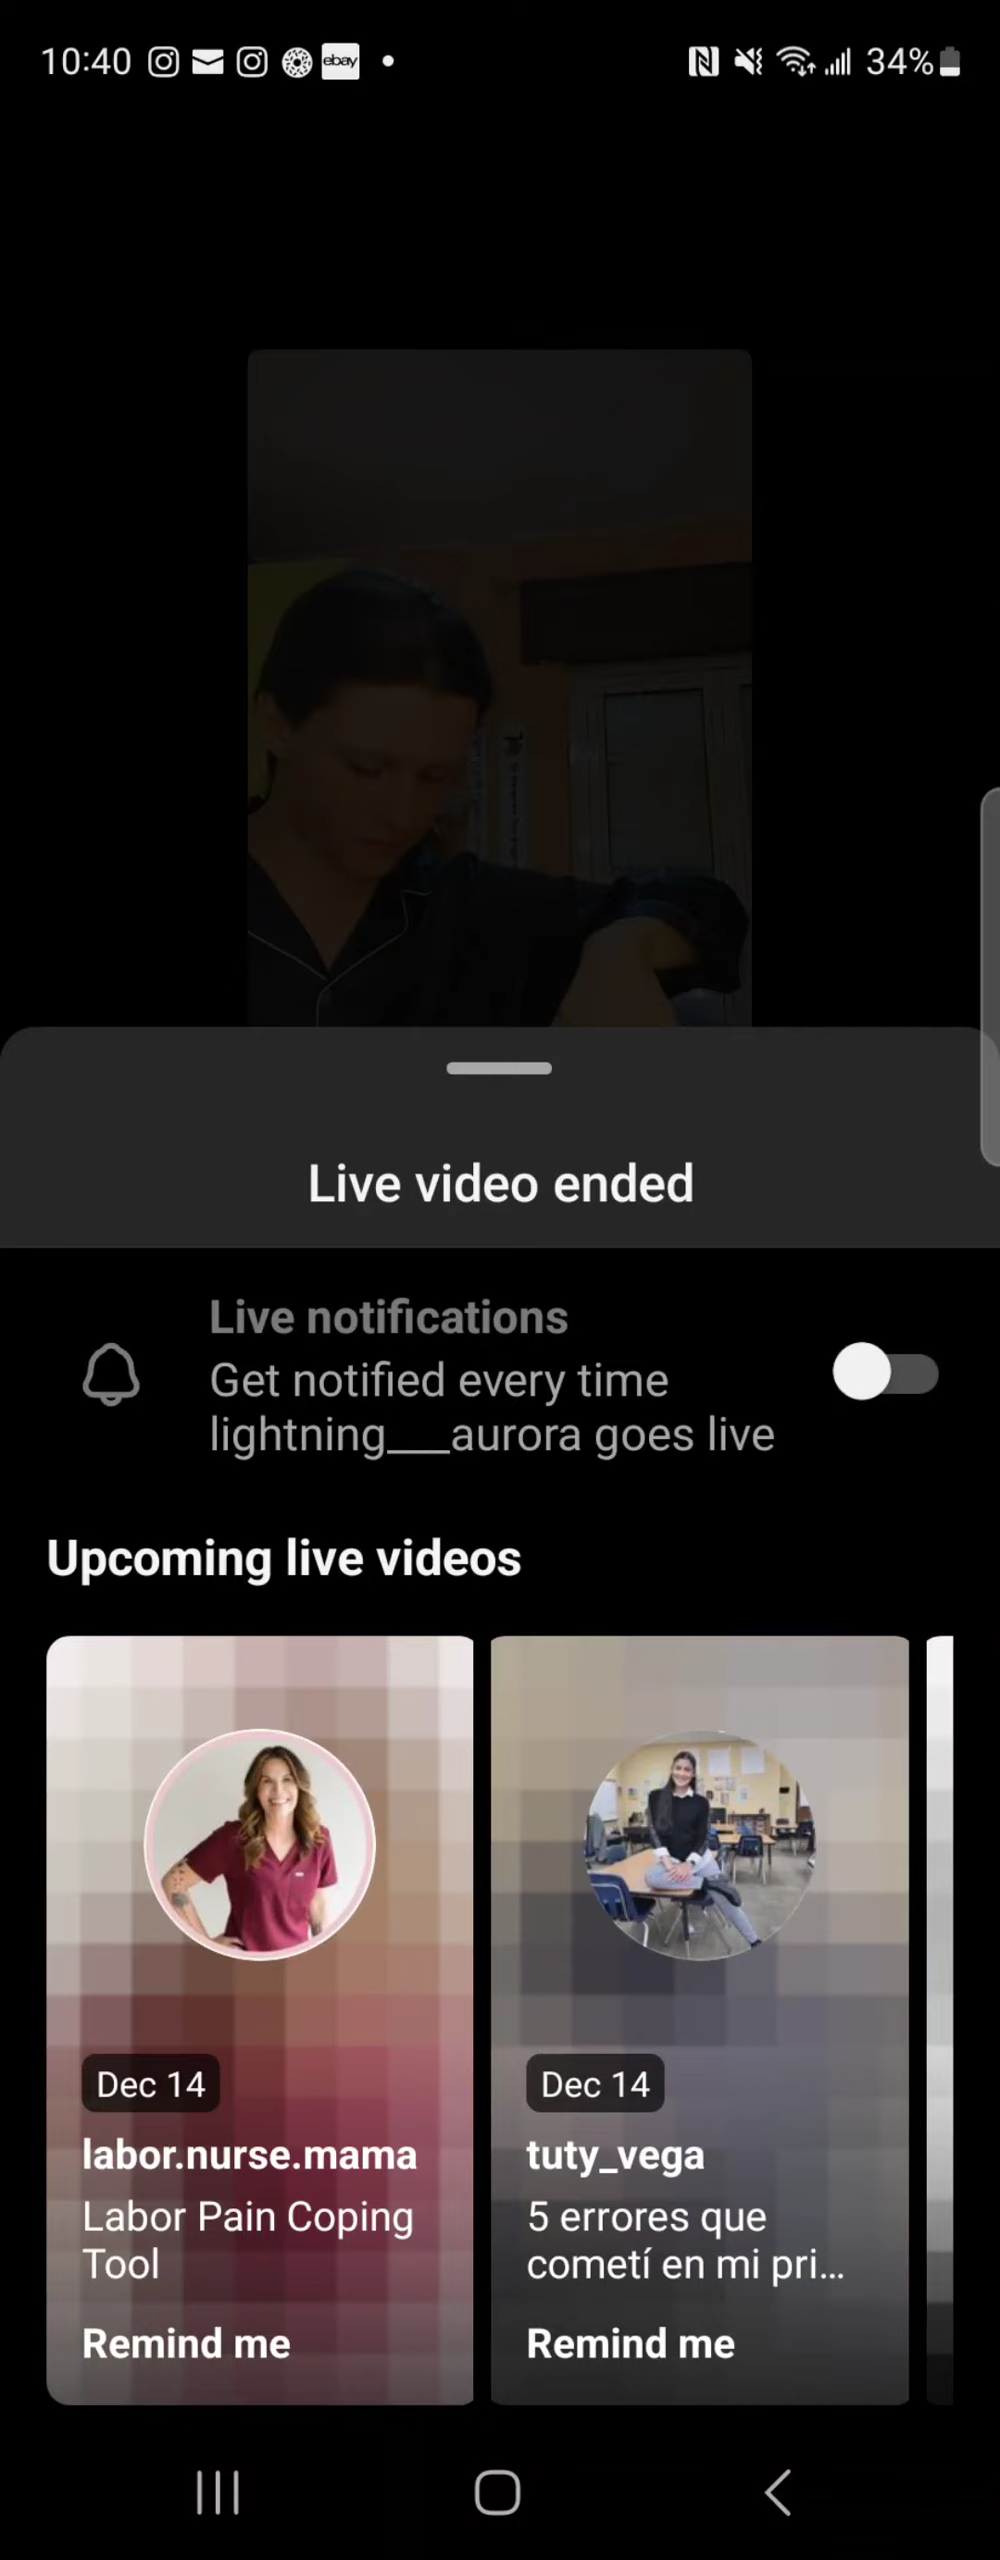 10:40 ebay 34%
Live video ended
Live notifications
Get notified every time
lightning___aurora goes live
Upcoming live videos
Dec 14
labor.nurse.mama
Labor Pain Coping
Tool
Remind me
Dec 14
tuty_vega
5 errores que
cometí en mi pri...
Remind me